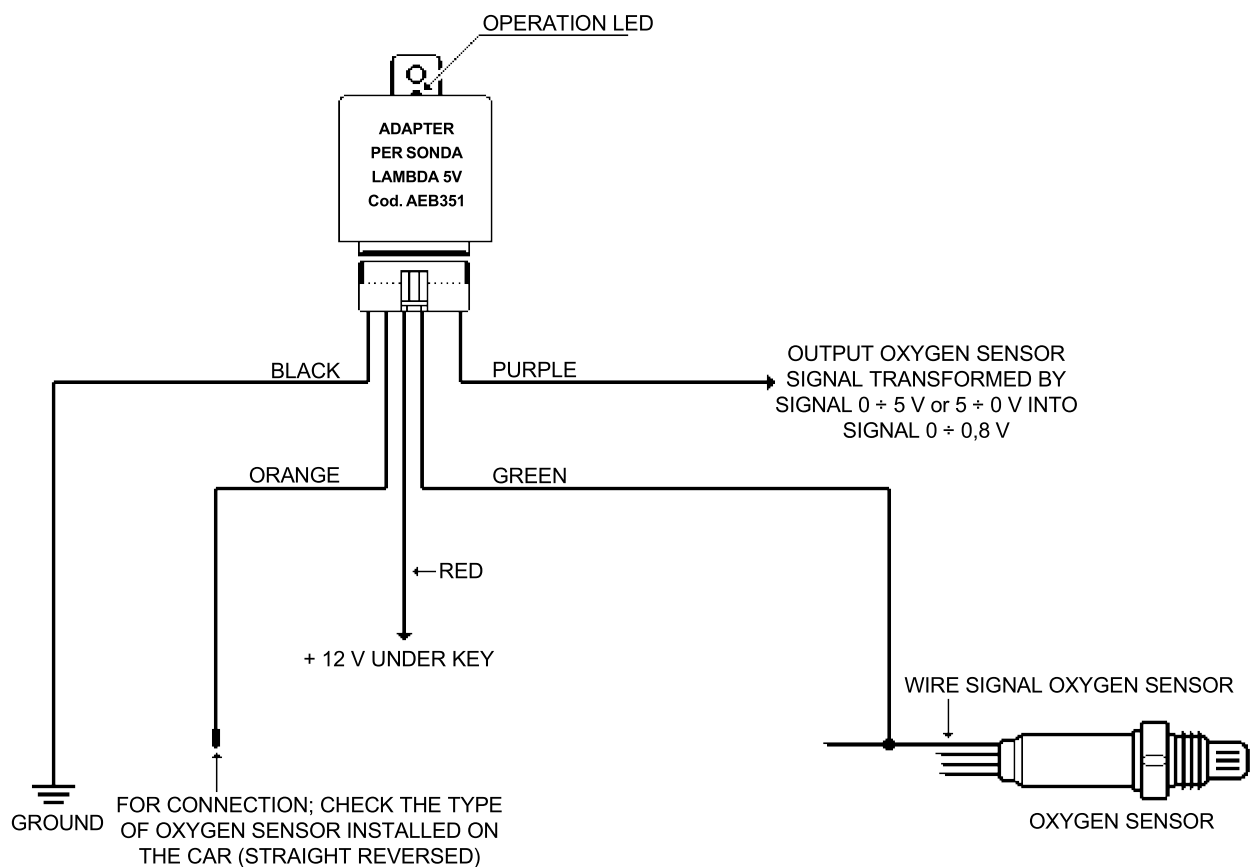 OPERATION LED
ADAPTER
PER SONDA
LAMBDA 5V
Cod. AEB351
BLACK
PURPLE
OUTPUT OXYGEN SENSOR
SIGNAL TRANSFORMED BY
SIGNAL 0 ÷ 5 V or 5 ÷ 0 V INTO
SIGNAL 0 ÷ 0,8 V
ORANGE
GREEN
RED
+ 12 V UNDER KEY
WIRE SIGNAL OXYGEN SENSOR
GROUND
FOR CONNECTION; CHECK THE TYPE
OF OXYGEN SENSOR INSTALLED ON
THE CAR (STRAIGHT REVERSED)
OXYGEN SENSOR